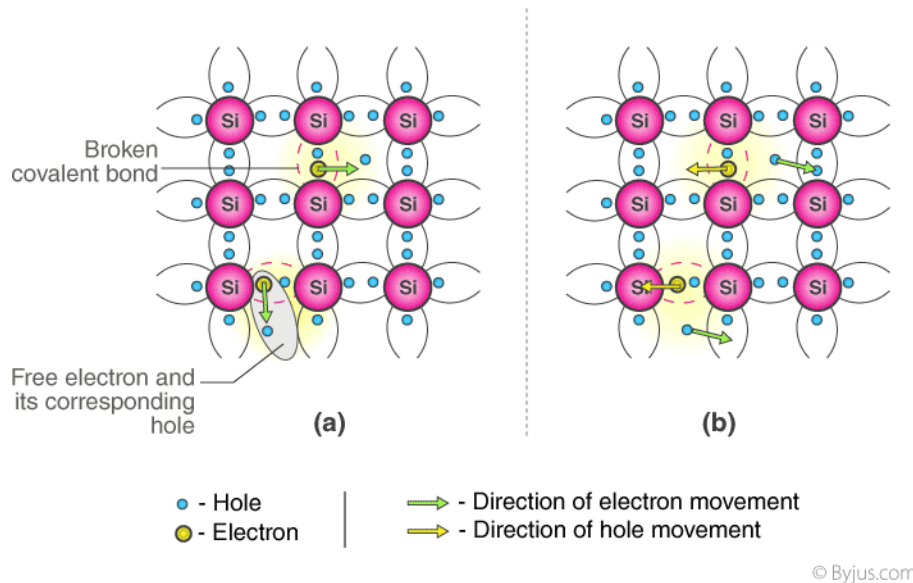 Si Si Si
Broken
covalent bond
Si Si Si
Si Si Si
Free electron and
its corresponding
hole
(a)
Si Si Si
Si Si Si
Si Si Si
(b)
- Hole
- Electron
- Direction of electron movement
- Direction of hole movement
© Byjus.com